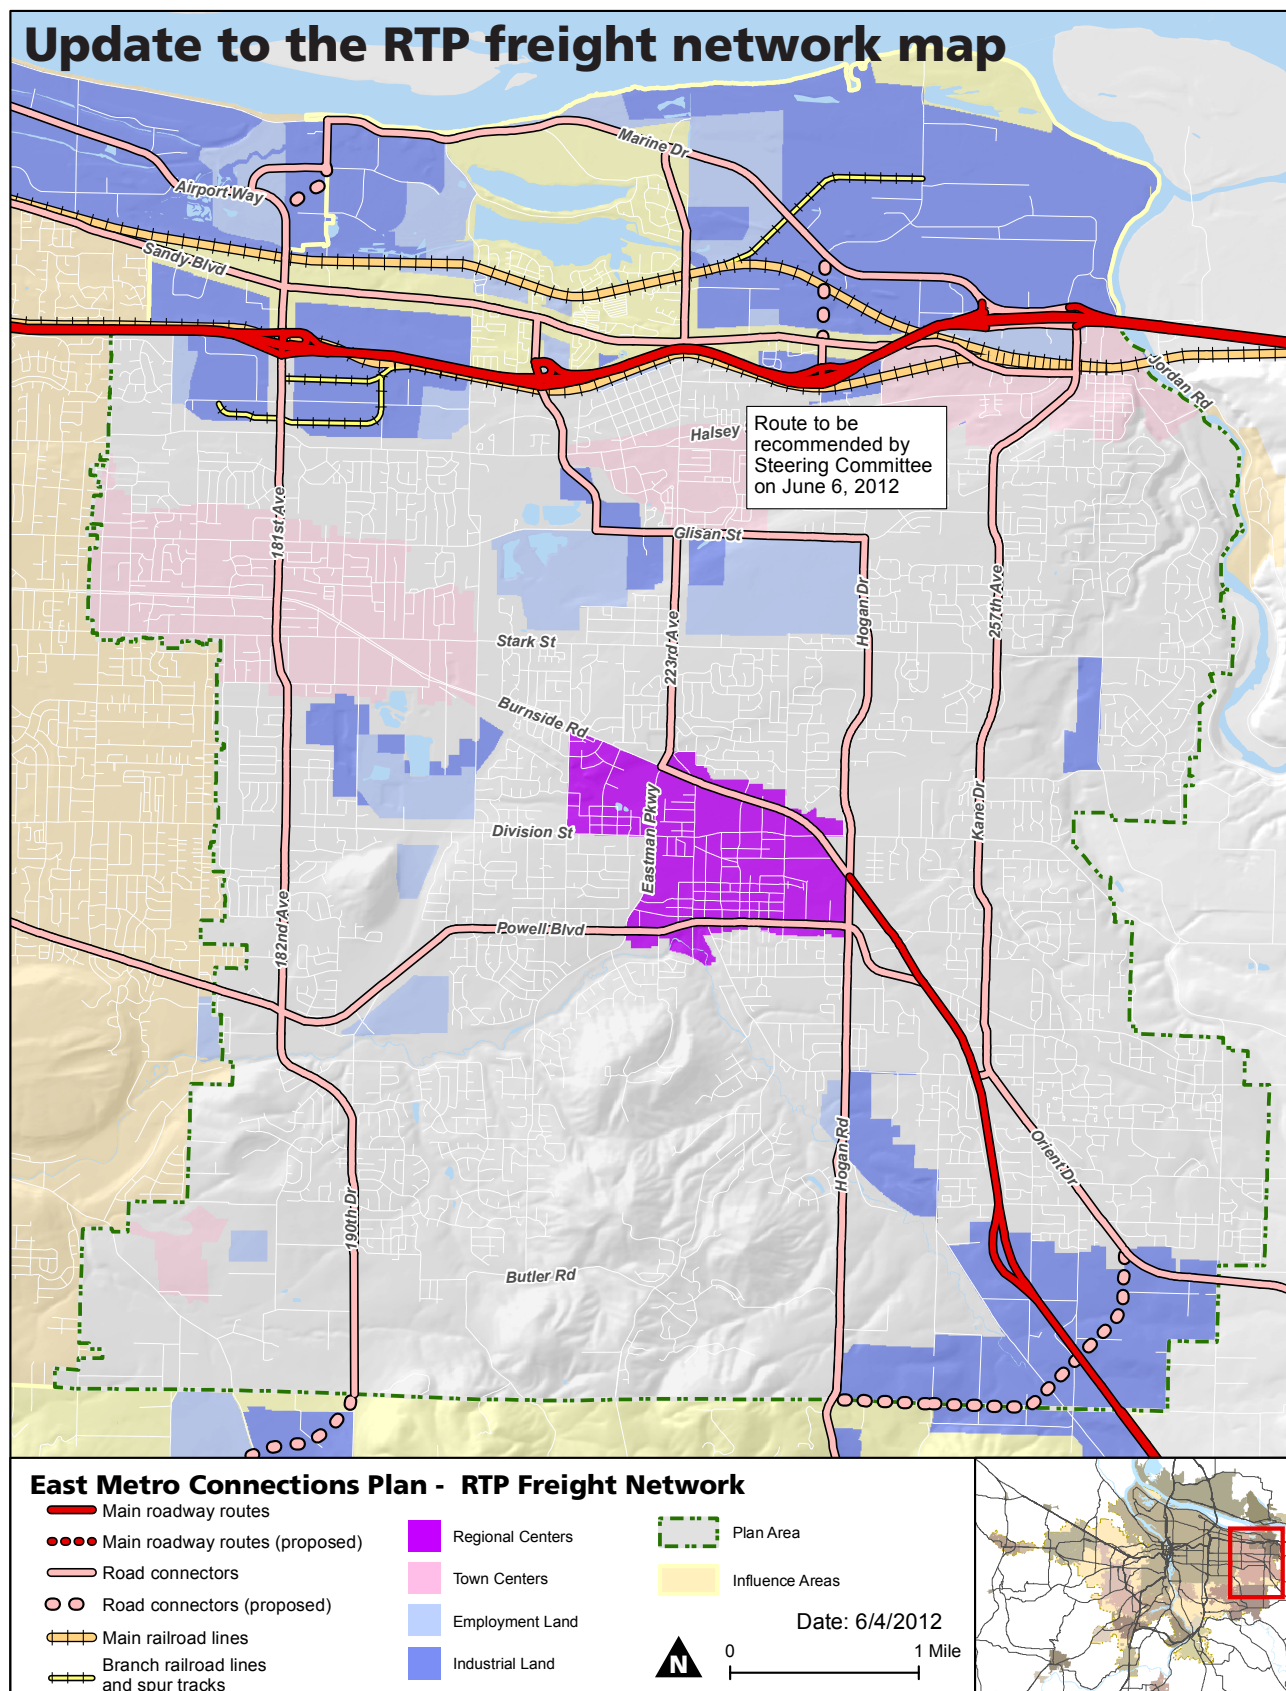 Update to the RTP freight network map
Marine Dr
Airport Way
Sandy Blvd
Jordan Rd
Halsey
Route to be
recommended by
Steering Committee
on June 6, 2012
181st Ave
Glisan St
Hogan Dr
257th Ave
223rd Ave
Stark St
Burnside Rd
Kane Dr
Eastman Pkwy
Division St
182nd Ave
Powell Blvd
Hogan Rd
Orient Dr
190th Dr
Butler Rd
East Metro Connections Plan - RTP Freight Network
Main roadway routes
Main roadway routes (proposed)
Road connectors
Road connectors (proposed)
Main railroad lines
Branch railroad lines
and spur tracks
Regional Centers
Town Centers
Employment Land
Industrial Land
Plan Area
Influence Areas
Date: 6/4/2012
N
0 1 Mile